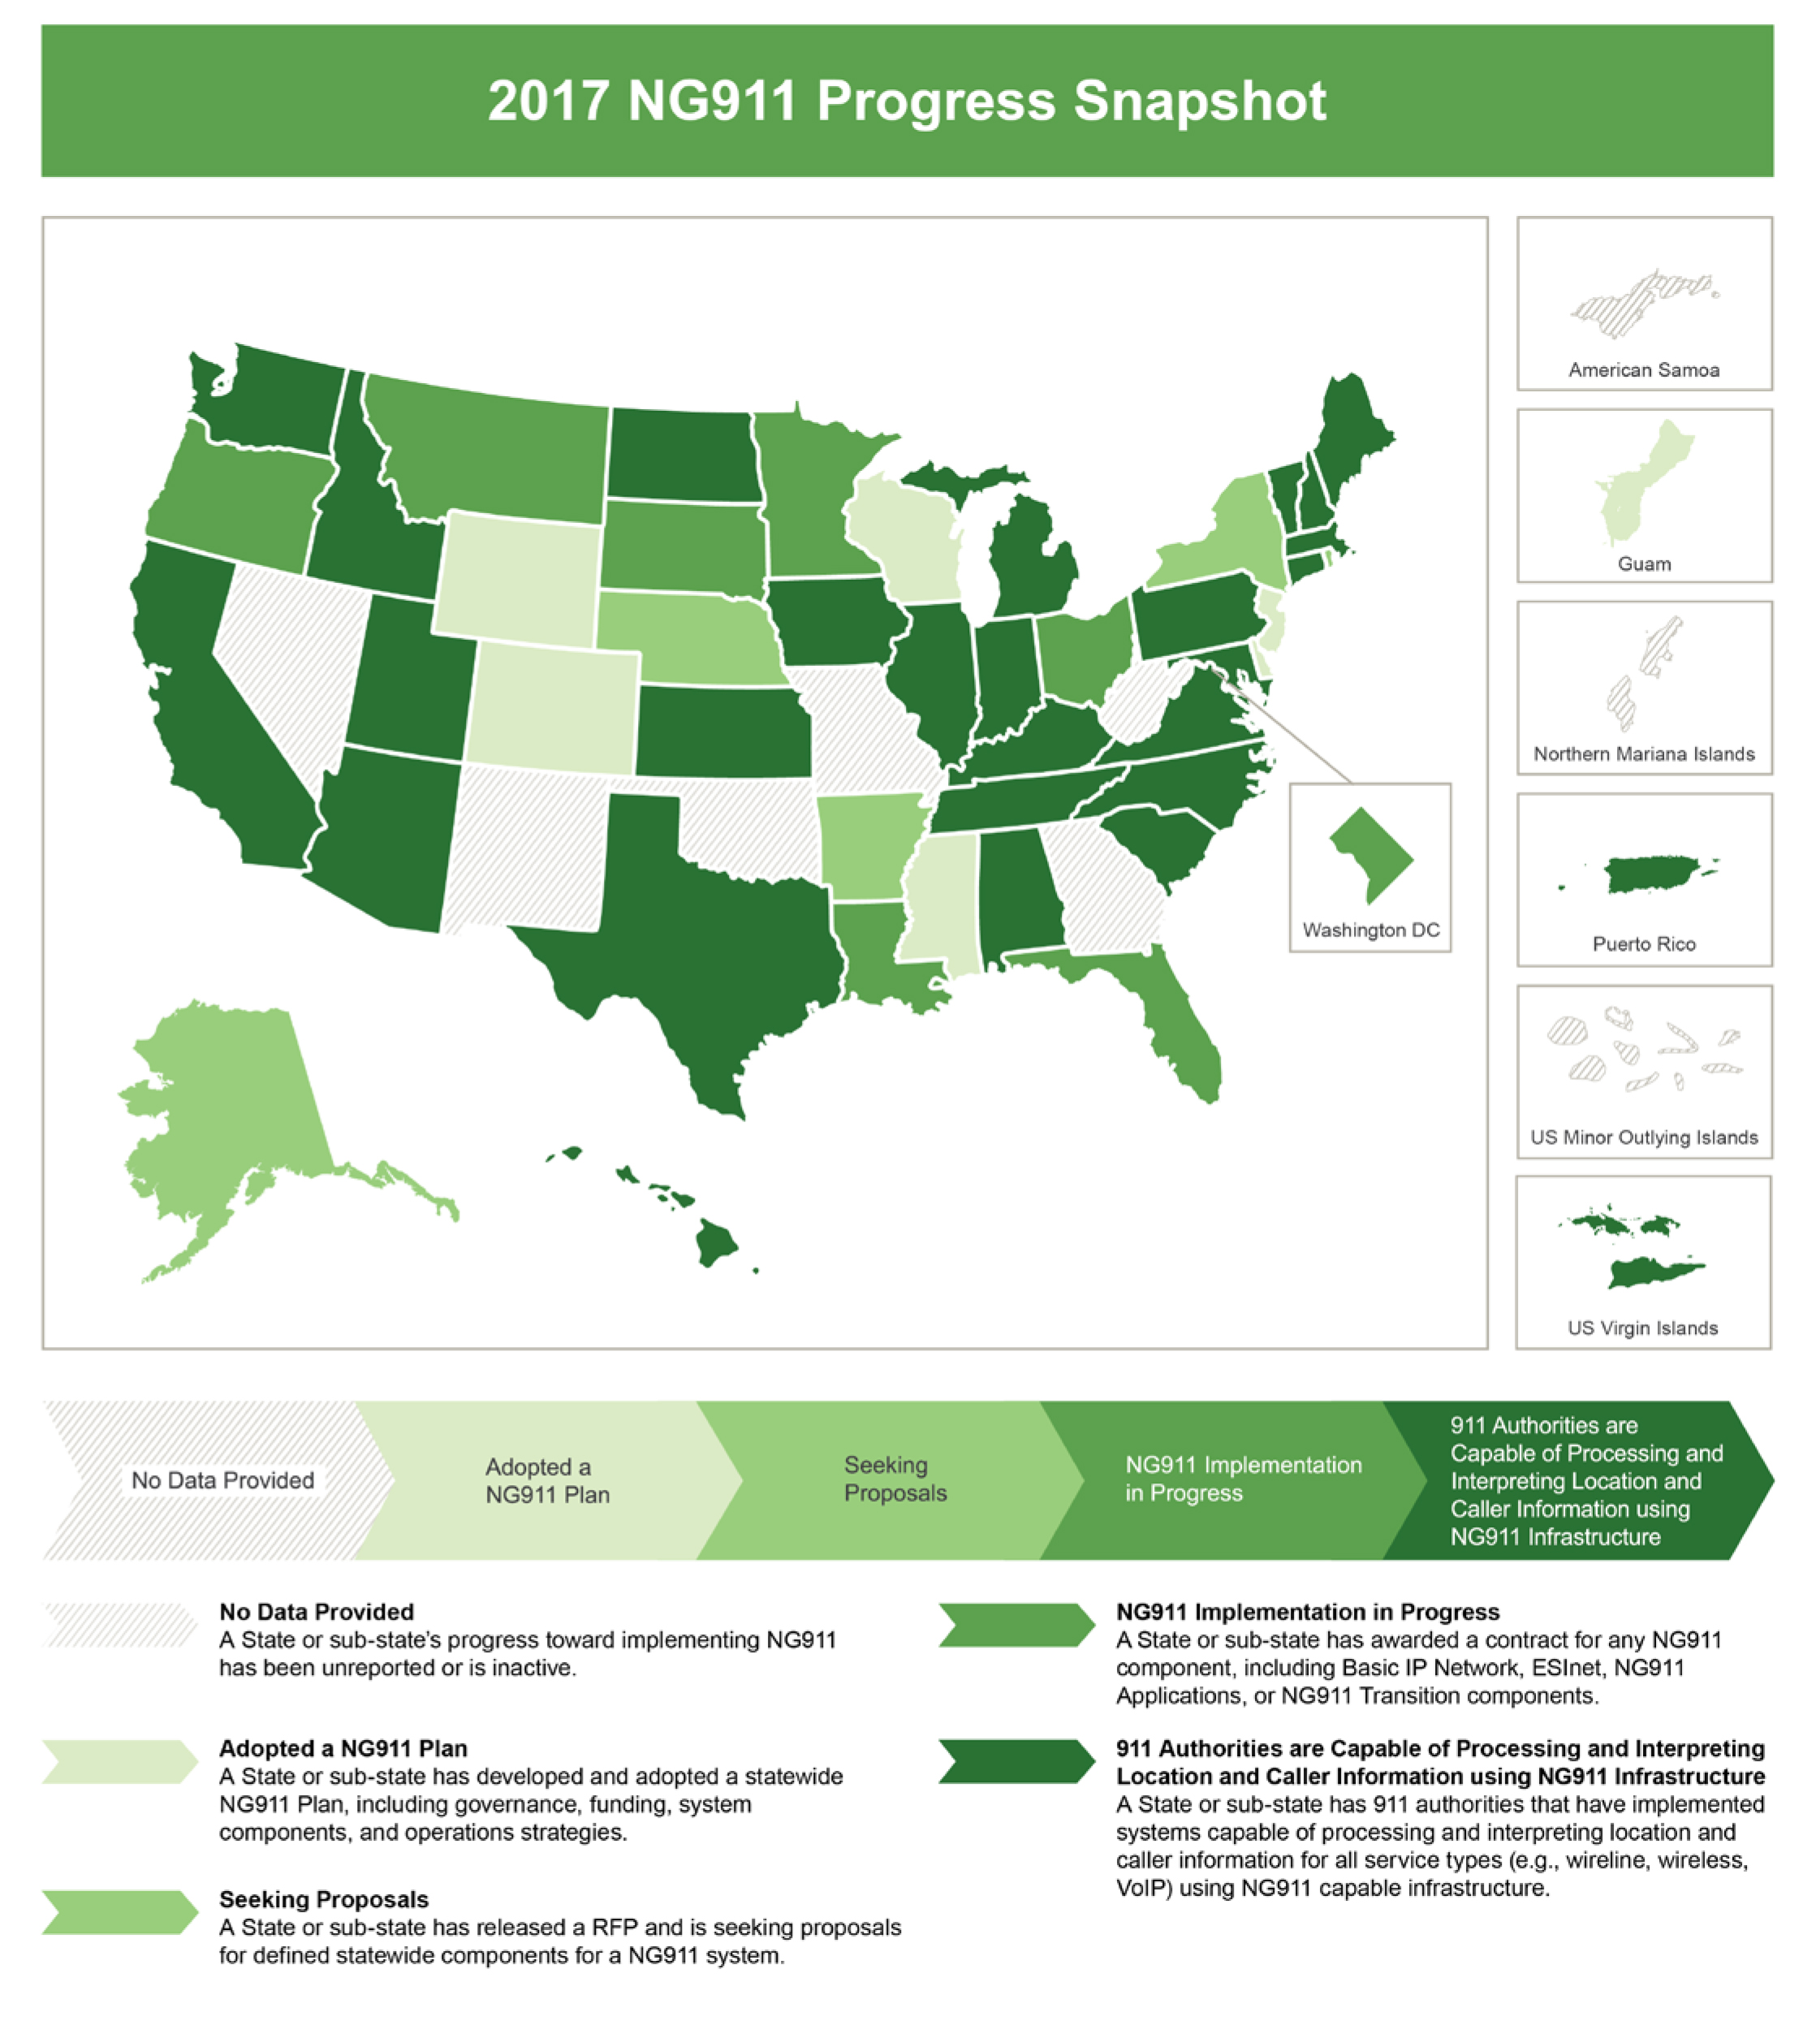 2017 NG911 Progress Snapshot
American Samoa
Guam
Northern Mariana Islands
Puerto Rico
Washington DC
US Minor Outlying Islands
US Virgin Islands
No Data Provided
Adopted a
NG911 Plan
Seeking
Proposals
NG911 Implementation
in Progress
911 Authorities are
Capable of Processing and
Interpreting Location and
Caller Information using
NG911 Infrastructure
No Data Provided
A State or sub-state’s progress toward implementing NG911
has been unreported or is inactive.
Adopted a NG911 Plan
A State or sub-state has developed and adopted a statewide
NG911 Plan, including governance, funding, system
components, and operations strategies.
Seeking Proposals
A State or sub-state has released a RFP and is seeking proposals
for defined statewide components for a NG911 system.
NG911 Implementation in Progress
A State or sub-state has awarded a contract for any NG911
component, including Basic IP Network, ESInet, NG911
Applications, or NG911 Transition components.
911 Authorities are Capable of Processing and Interpreting
Location and Caller Information using NG911 Infrastructure
A State or sub-state has 911 authorities that have implemented
systems capable of processing and interpreting location and
caller information for all service types (e.g., wireline, wireless,
VoIP) using NG911 capable infrastructure.